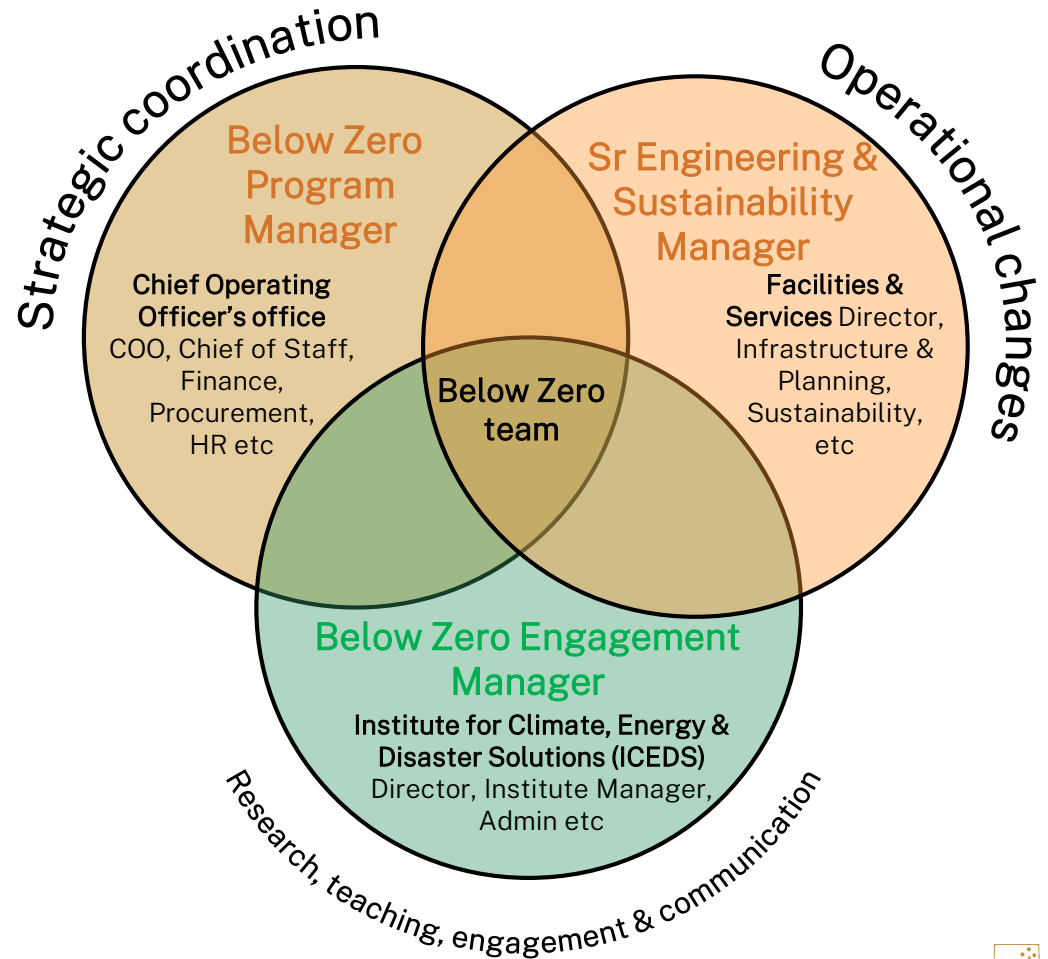 Strategic coordination
Operational changes
Below Zero
Program
Manager
Chief Operating
Officer’s office
COO, Chief of Staff,
Finance,
Procurement,
HR etc
Sr Engineering &
Sustainability
Manager
Facilities &
Services Director,
Infrastructure &
Planning,
Sustainability,
etc
Below Zero
team
Below Zero Engagement
Manager
Institute for Climate, Energy &
Disaster Solutions (ICEDS)
Director, Institute Manager,
Admin etc
Research, teaching, engagement & communication